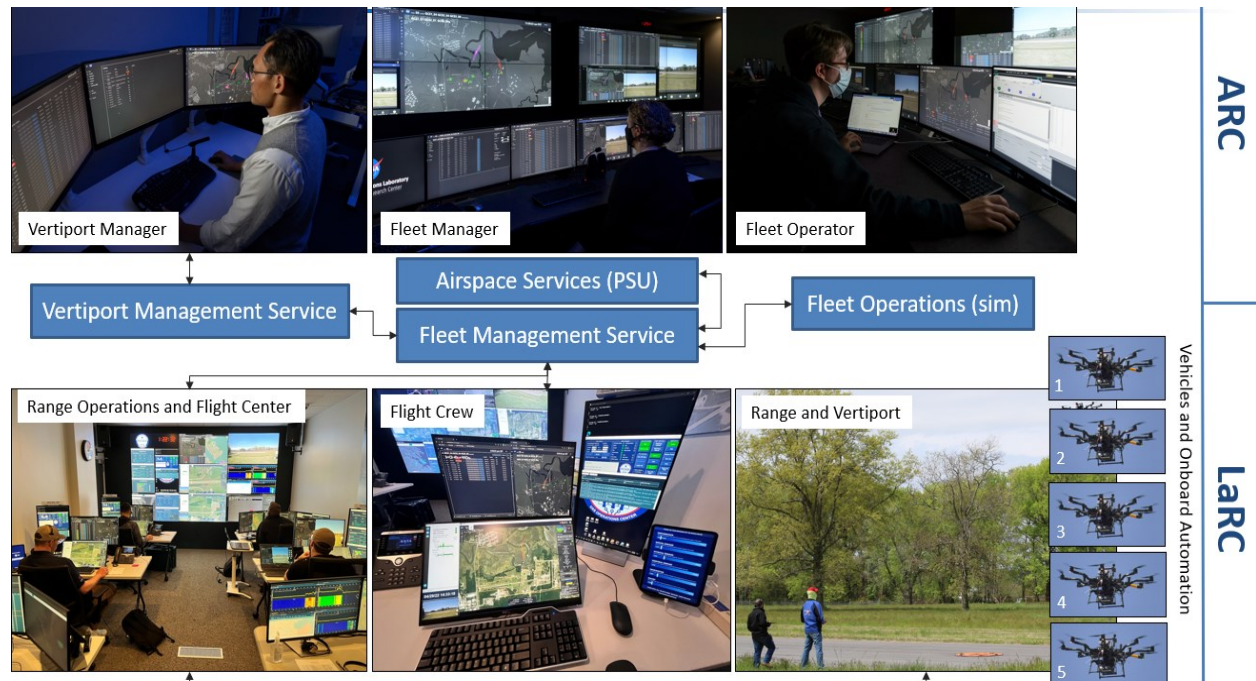 ARC
Vertiport Manager
Fleet Manager
Fleet Operator
Airspace Services (PSU)
Vertiport Management Service
Fleet Management Service
Fleet Operations (sim)
LaRC
Vehicles and Onboard Automation
Range Operations and Flight Center
Flight Crew
Range and Vertiport
1
2
3
4
5